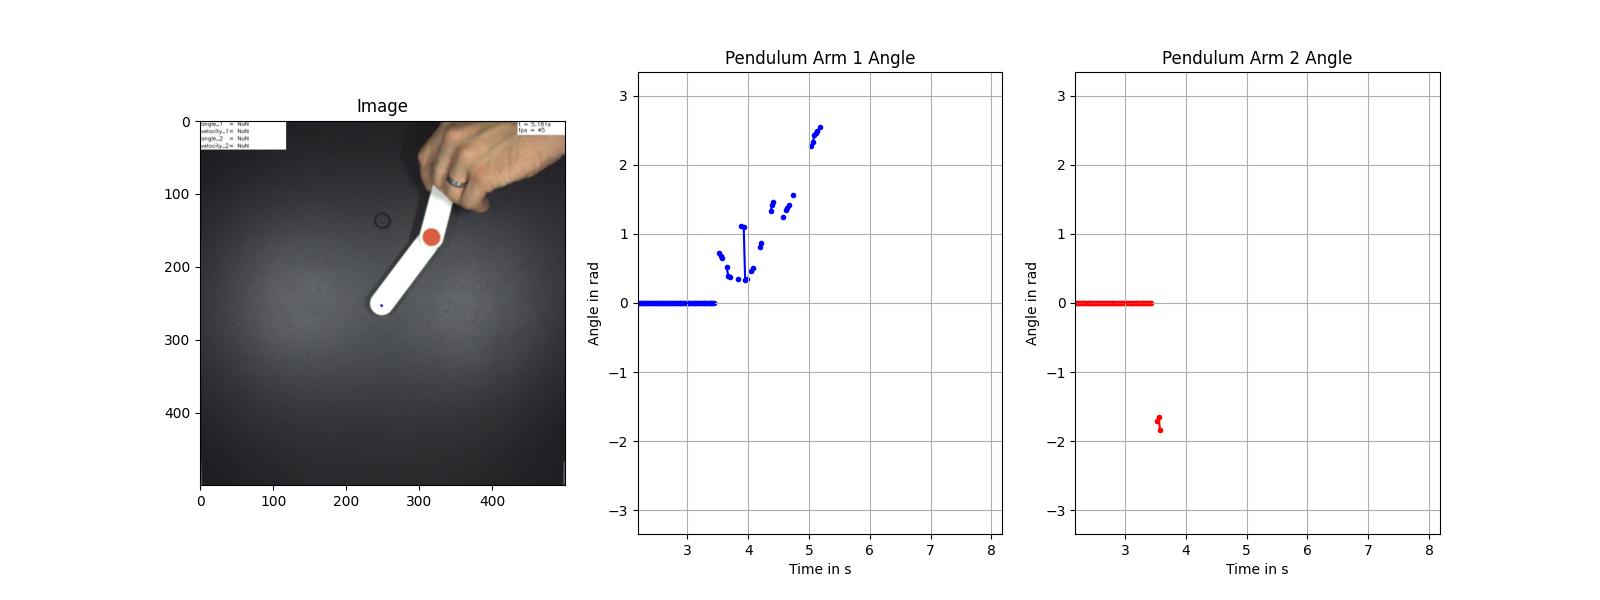 Image
0
100
200
300
400
0 100 200 300 400
angle_1 = NaN
velocity_1= NaN
angle_2 = NaN
velocity_2= NaN
t = 5.181s
fps = 45
Pendulum Arm 1 Angle
Angle in rad
3
2
1
0
−1
−2
−3
3 4 5 6 7 8
Time in s
Pendulum Arm 2 Angle
Angle in rad
3
2
1
0
−1
−2
−3
3 4 5 6 7 8
Time in s